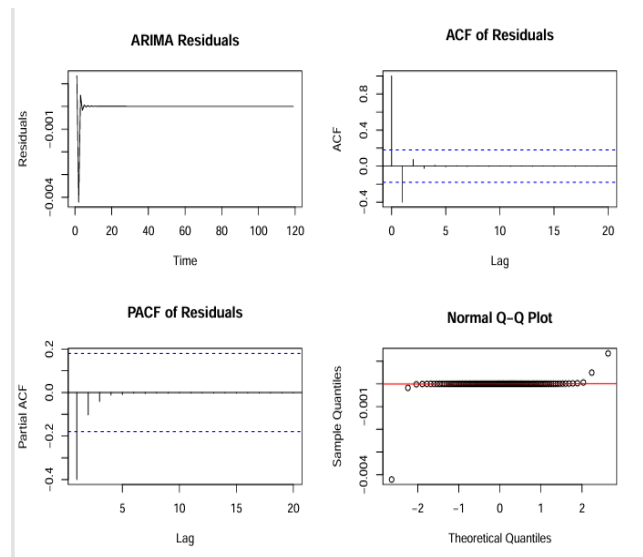 ARIMA Residuals
Residuals
-0.004 -0.001
0 20 40 60 80 100 120
Time
ACF of Residuals
ACF
-0.4 0.0 0.4 0.8
0 5 10 15 20
Lag
PACF of Residuals
Partial ACF
-0.4 -0.2 0.0 0.2
5 10 15 20
Lag
Normal Q-Q Plot
Sample Quantiles
-0.004 -0.001
-2 -1 0 1 2
Theoretical Quantiles